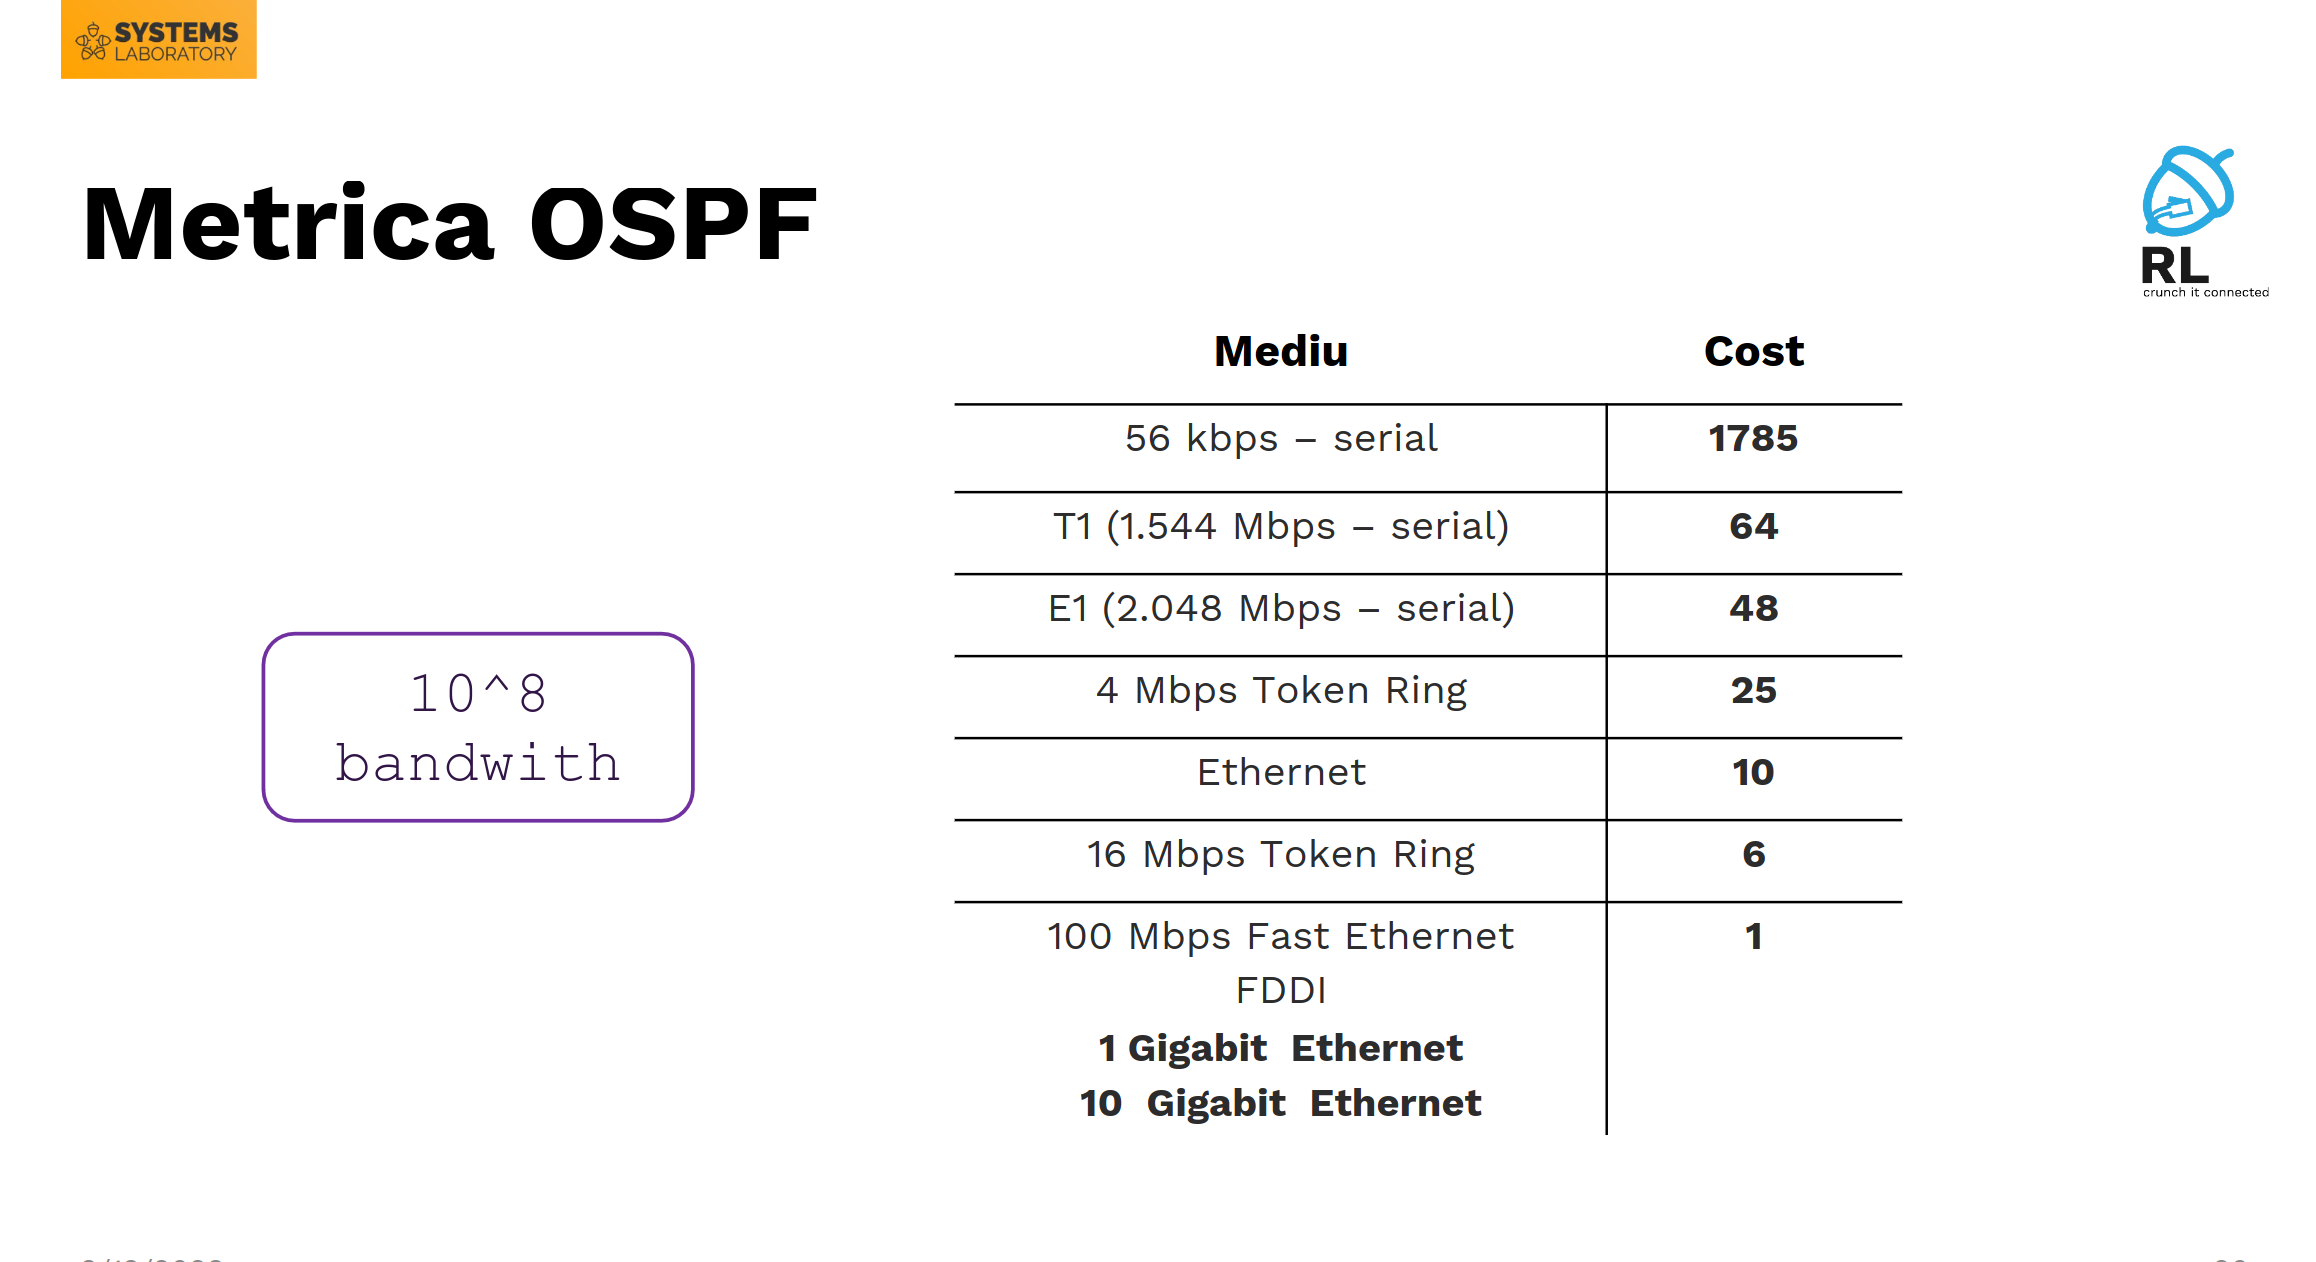 SYSTEMS
LABORATORY
Metrica OSPF
RL
crunch it connected
Mediu Cost
56 kbps – serial 1785
T1 (1.544 Mbps – serial) 64
E1 (2.048 Mbps – serial) 48
4 Mbps Token Ring 25
Ethernet 10
16 Mbps Token Ring 6
100 Mbps Fast Ethernet 1
FDDI
1 Gigabit Ethernet
10 Gigabit Ethernet
10^8
bandwith